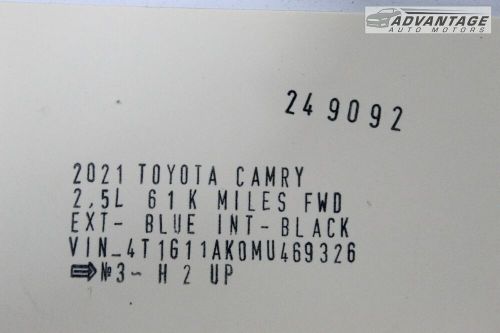 ADVANTAGE
AUTO MOTORS
249092
2021 TOYOTA CAMRY
2,5L 61K MILES FWD
EXT- BLUE INT-BLACK
VIN_4T1G11AK0MU469326
⇨№3- H 2 UP